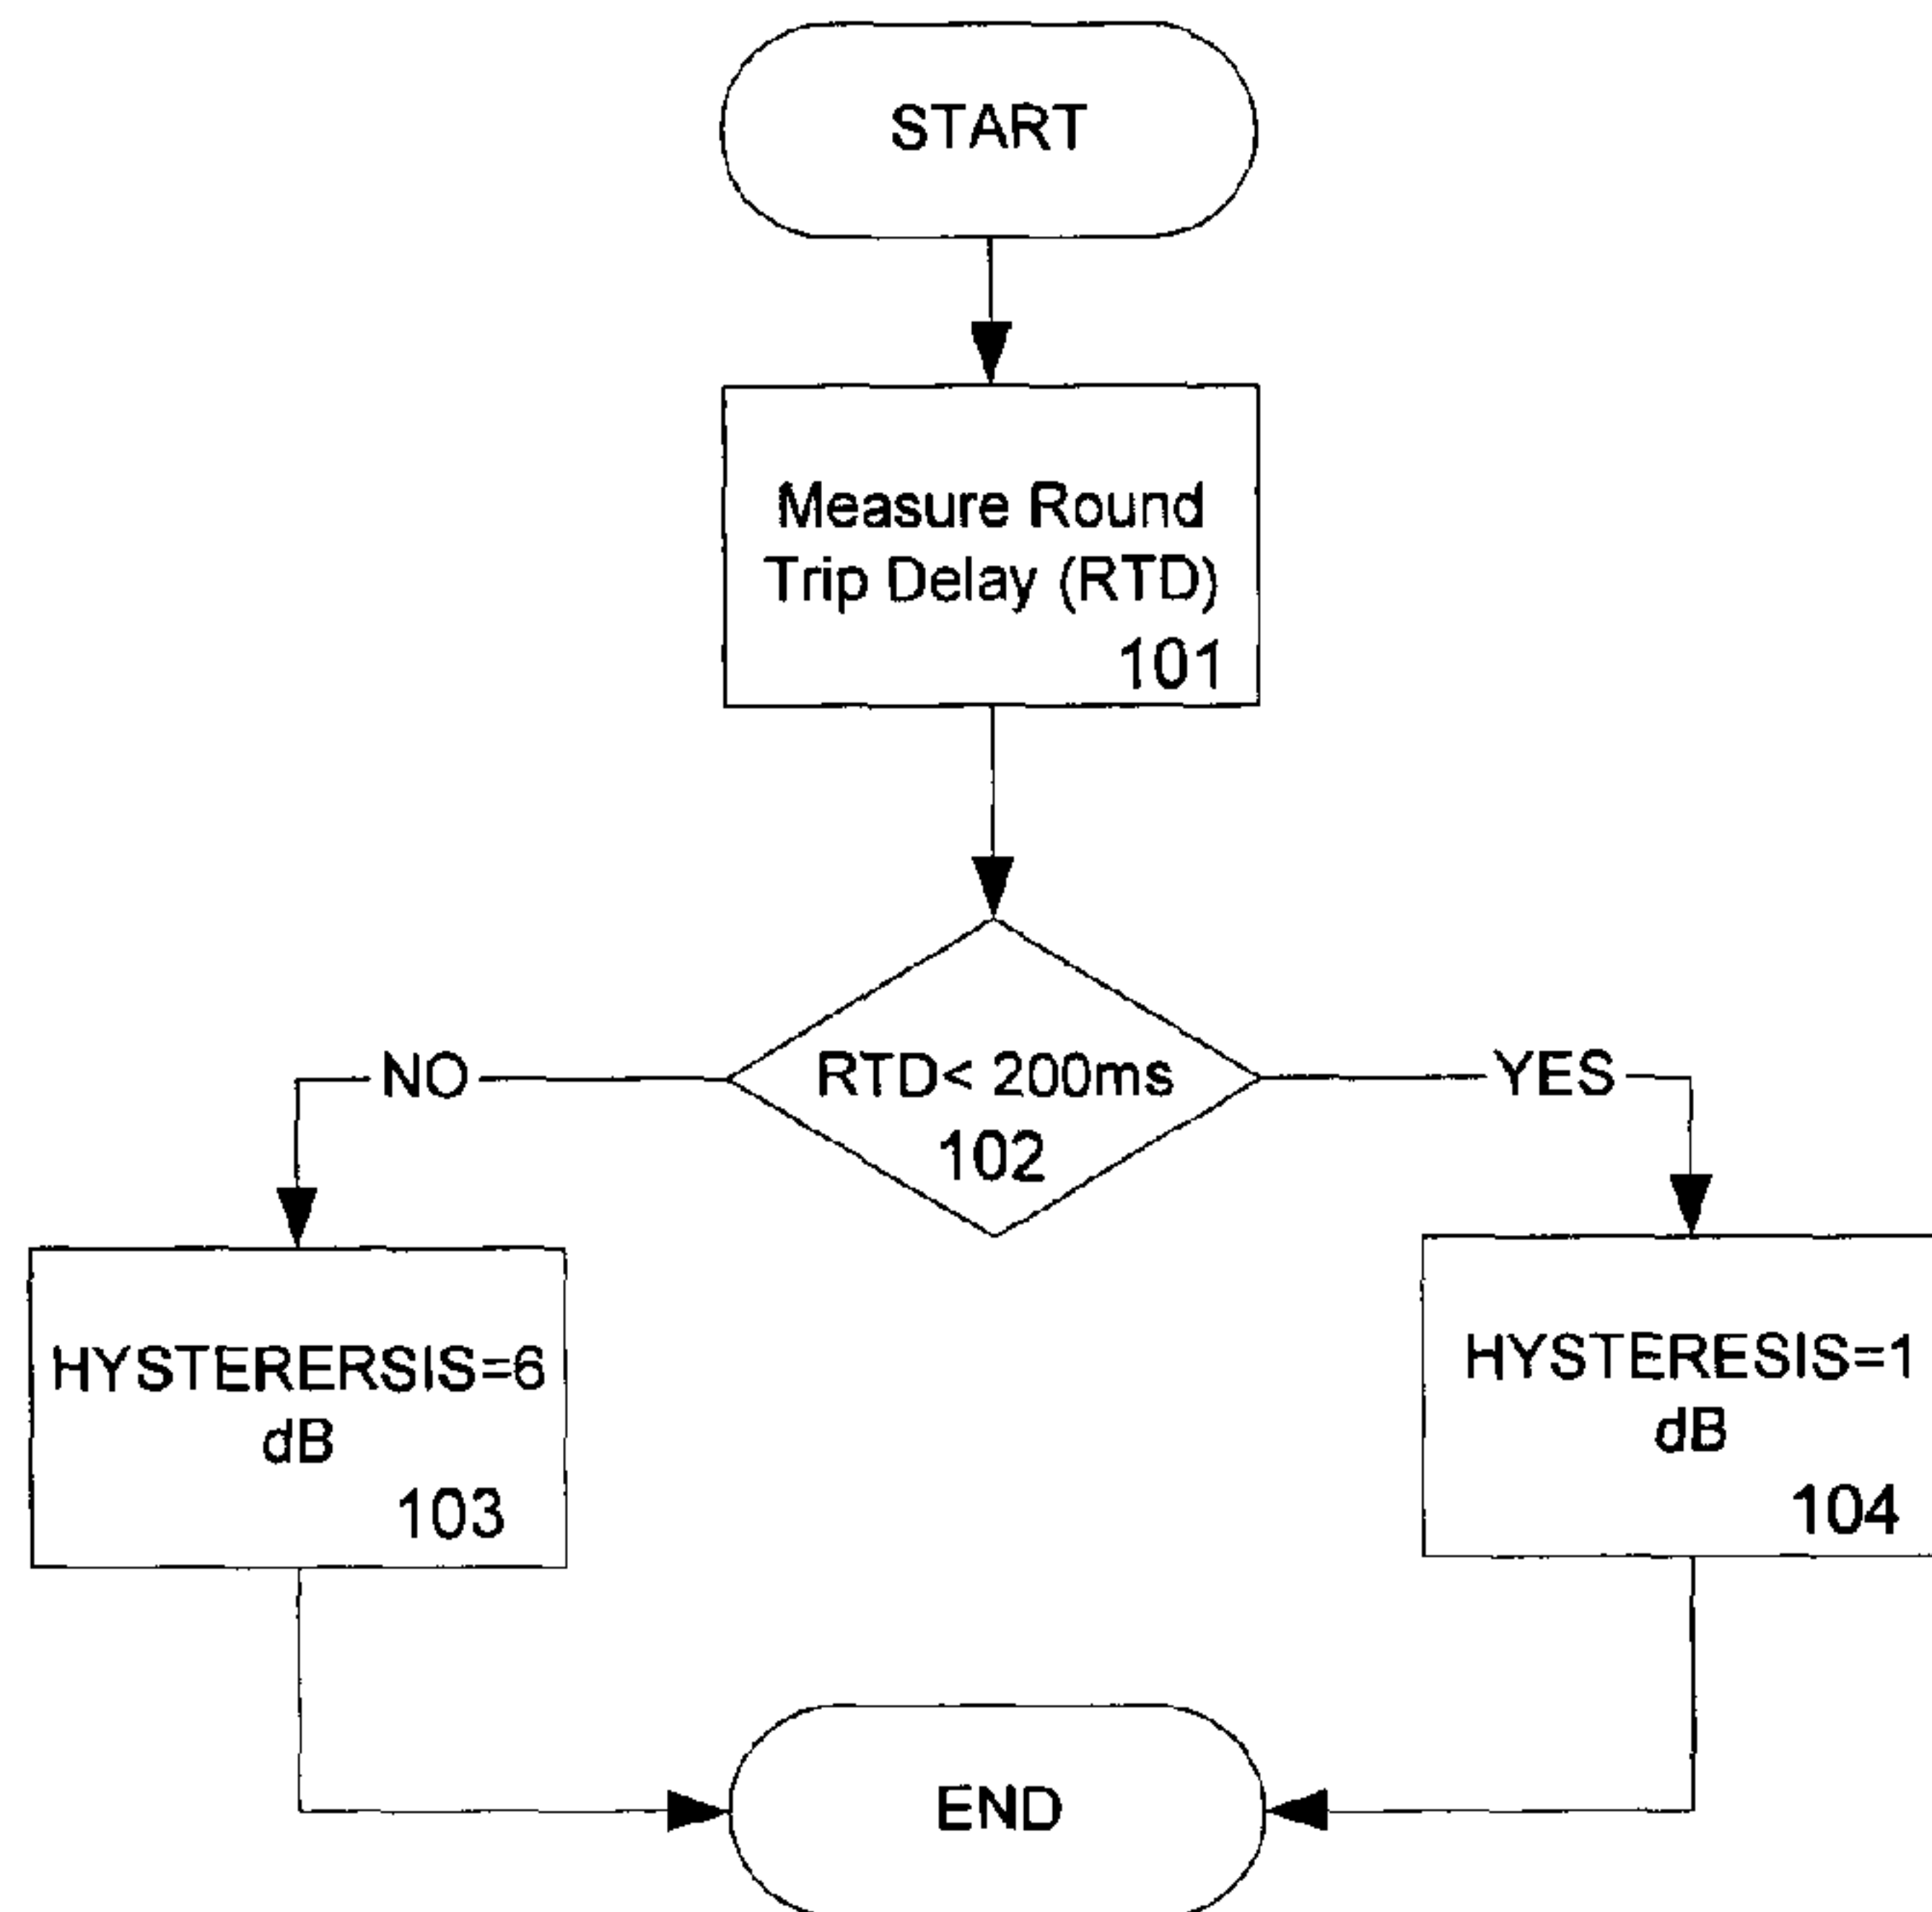 START
Measure Round
Trip Delay (RTD)
101
NO
RTD< 200ms
YES
102
HYSTERERSIS=6
dB
103
HYSTERESIS=1
dB
104
END